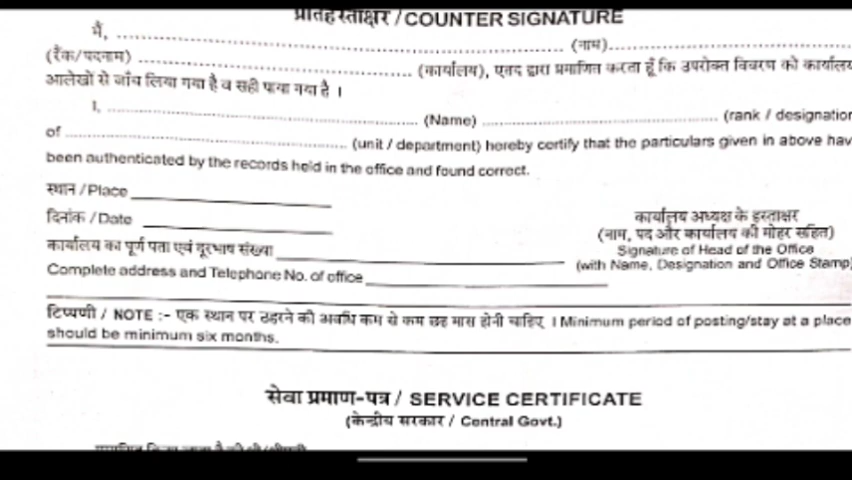 प्रतिहस्ताक्षर / COUNTER SIGNATURE
मैं, ........................................ (नाम)........................................
(रैंक/पदनाम) ........................................ (कार्यालय), एतद द्वारा प्रमाणित करता हूँ कि उपरोक्त विवरण को कार्यालय
आलेखों से जाँच लिया गया है व सही पाया गया है ।
I, ........................................ (Name) ........................................ (rank / designation
of ........................................ (unit / department) hereby certify that the particulars given in above hav
been authenticated by the records held in the office and found correct.
स्थान / Place
दिनांक / Date
कार्यालय का पूर्ण पता एवं दूरभाष संख्या
Complete address and Telephone No. of office
कार्यालय अध्यक्ष के हस्ताक्षर
(नाम, पद और कार्यालय की मोहर सहित)
Signature of Head of the Office
(with Name, Designation and Office Stamp)
टिप्पणी / NOTE :- एक स्थान पर ठहरने की अवधि कम से कम छह मास होनी चाहिए । Minimum period of posting/stay at a place
should be minimum six months.
सेवा प्रमाण-पत्र / SERVICE CERTIFICATE
(केन्द्रीय सरकार / Central Govt.)